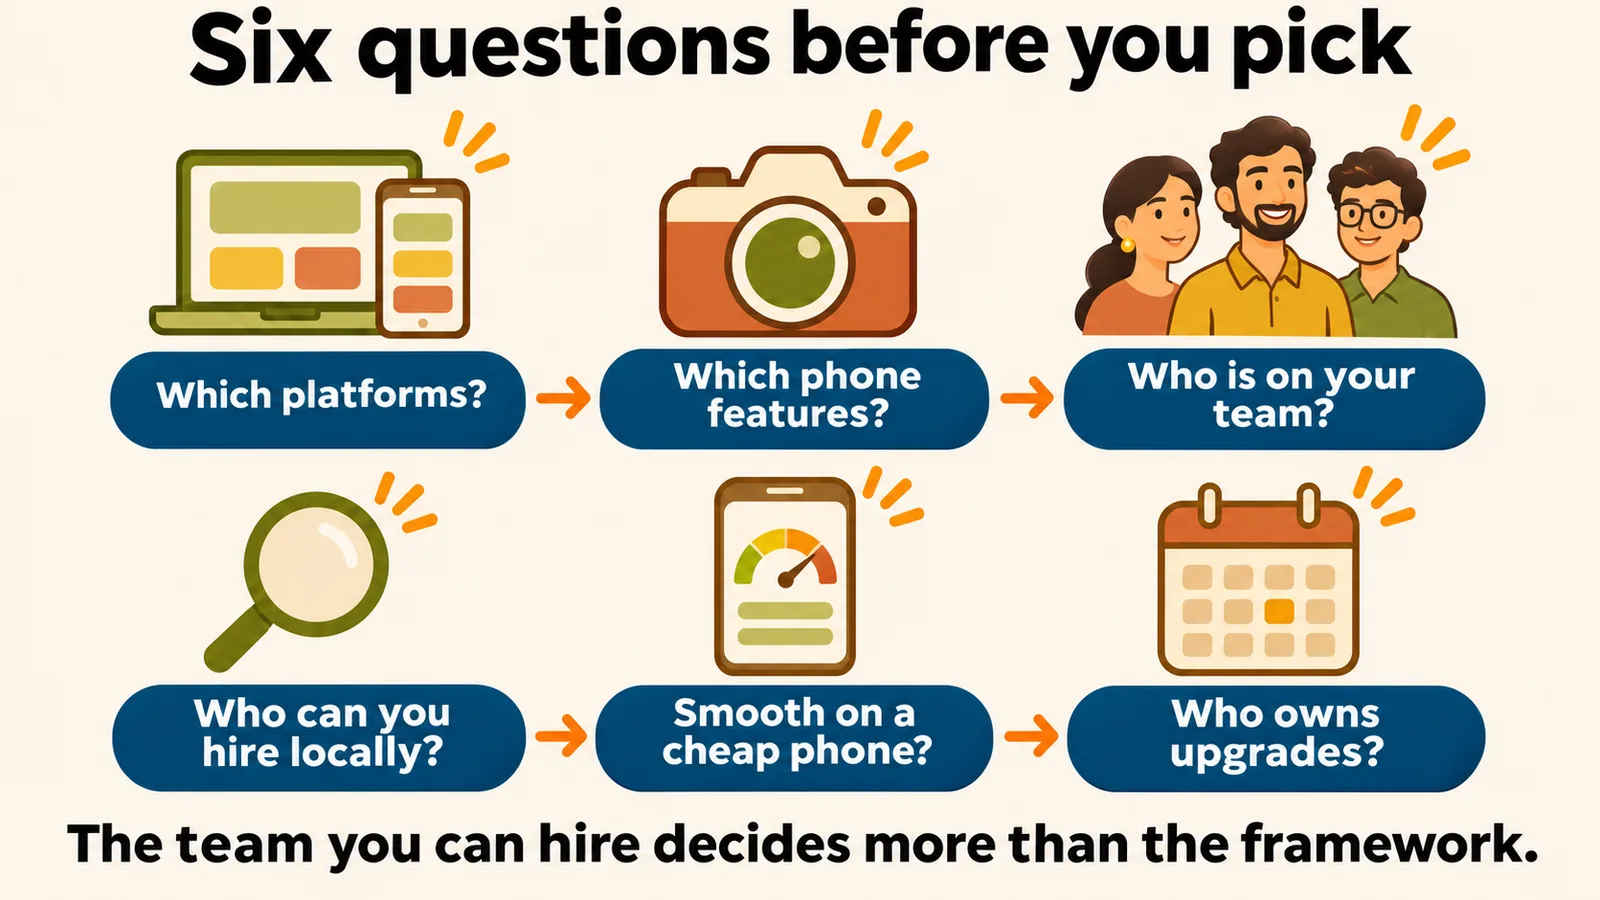 Six questions before you pick
Which platforms?
Which phone
features?
Who is on your
team?
Who can you
hire locally?
Smooth on a
cheap phone?
Who owns
upgrades?
The team you can hire decides more than the framework.